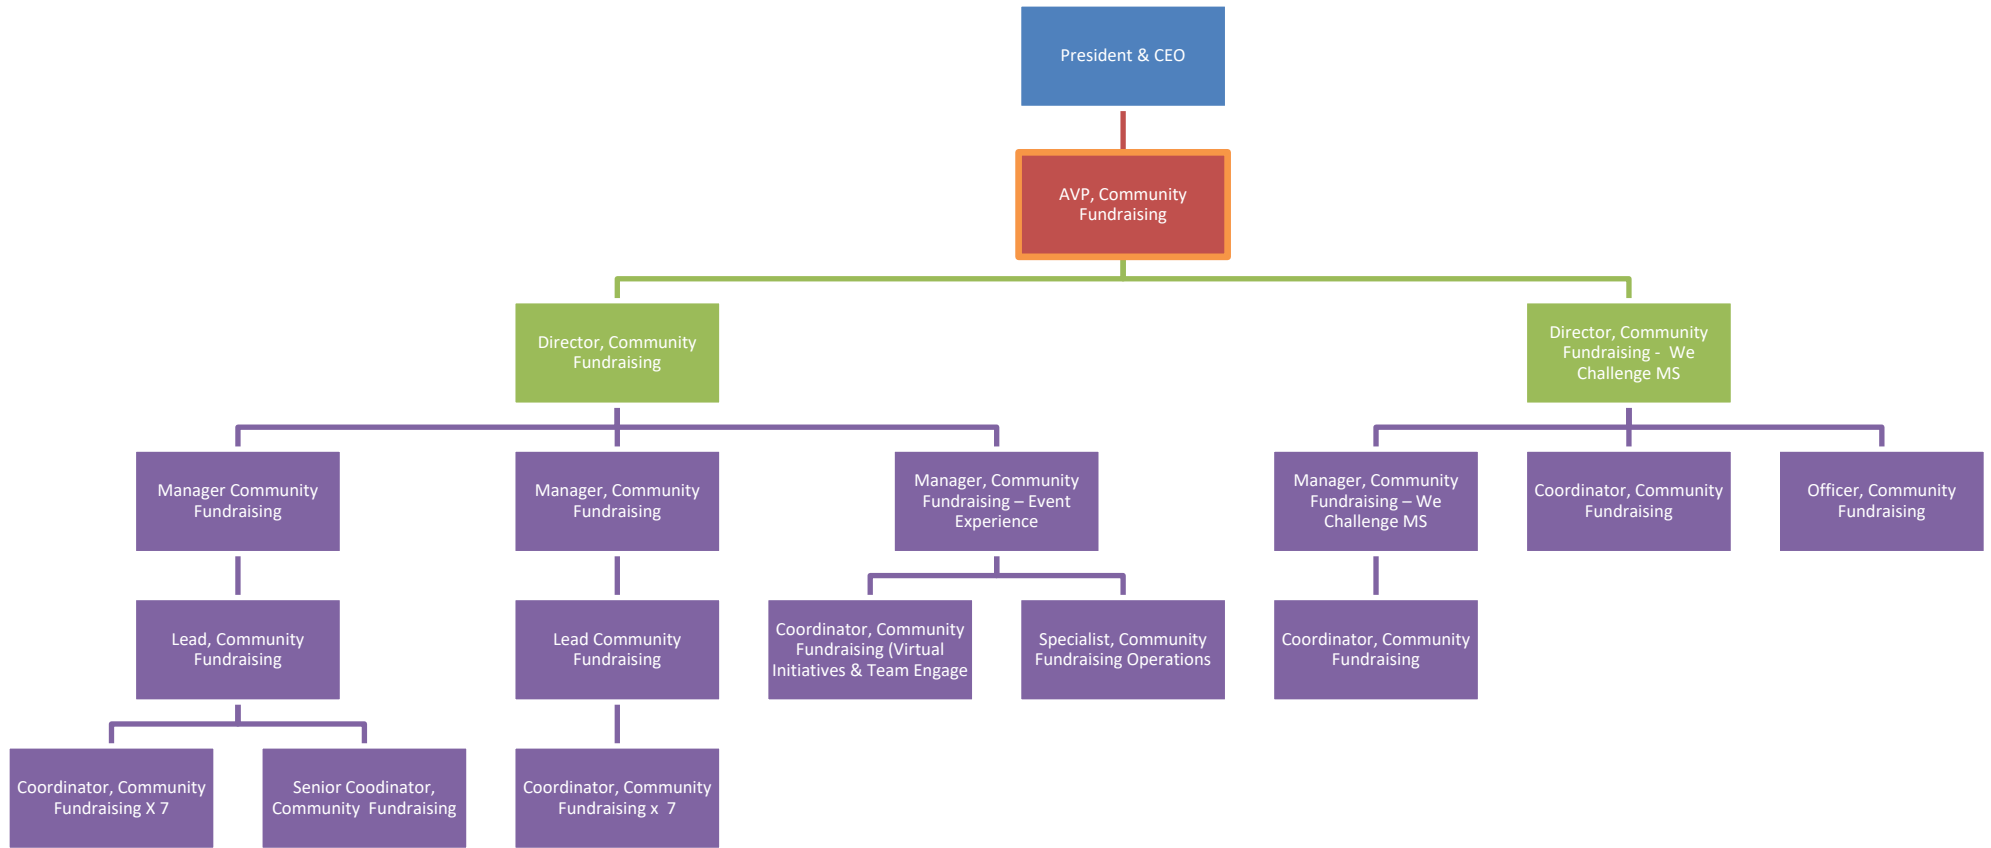 President & CEO
AVP, Community
Fundraising
Director, Community
Fundraising
Director, Community
Fundraising - We
Challenge MS
Manager Community
Fundraising
Manager, Community
Fundraising
Manager, Community
Fundraising – Event
Experience
Manager, Community
Fundraising – We
Challenge MS
Coordinator, Community
Fundraising
Officer, Community
Fundraising
Lead, Community
Fundraising
Lead Community
Fundraising
Coordinator, Community
Fundraising (Virtual
Initiatives & Team Engage
Specialist, Community
Fundraising Operations
Coordinator, Community
Fundraising
Coordinator, Community
Fundraising X 7
Senior Coodinator,
Community Fundraising
Coordinator, Community
Fundraising x 7